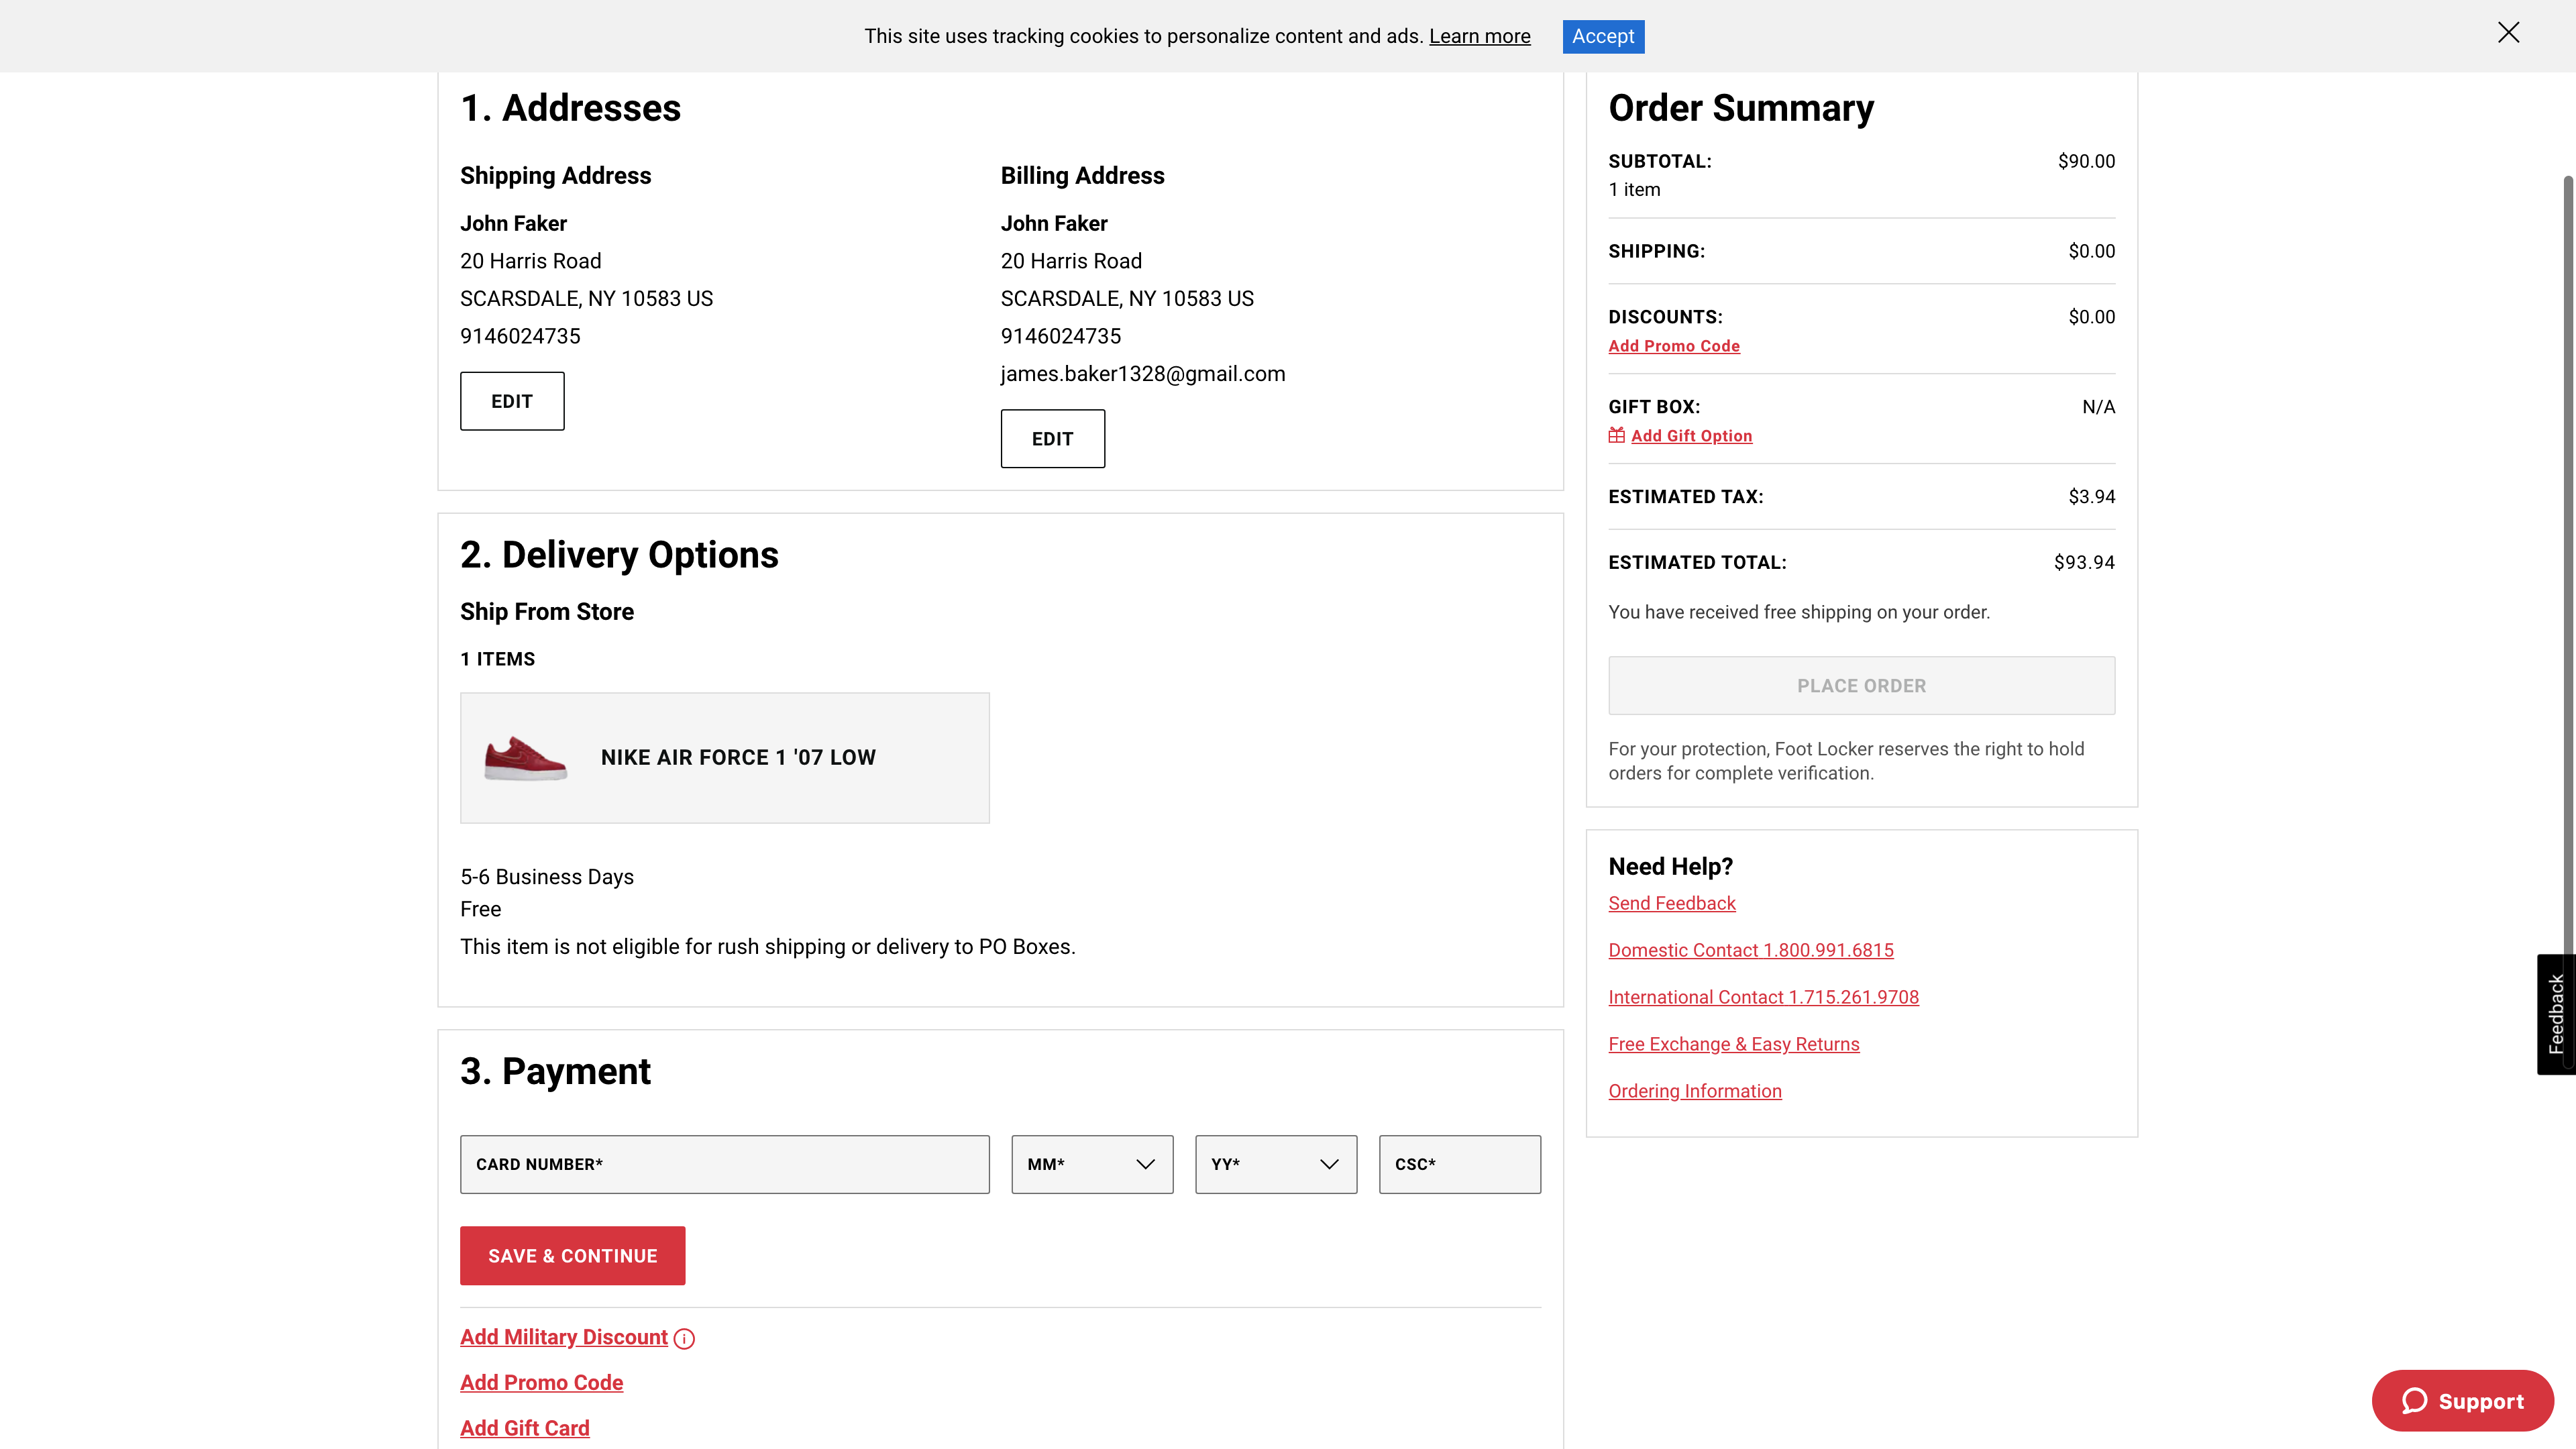 This site uses tracking cookies to personalize content and ads. Learn more
Accept
1. Addresses
Shipping Address
John Faker
20 Harris Road
SCARSDALE, NY 10583 US
9146024735
EDIT
Billing Address
John Faker
20 Harris Road
SCARSDALE, NY 10583 US
9146024735
james.baker1328@gmail.com
EDIT
2. Delivery Options
Ship From Store
1 ITEMS
NIKE AIR FORCE 1 '07 LOW
5-6 Business Days
Free
This item is not eligible for rush shipping or delivery to PO Boxes.
3. Payment
CARD NUMBER*
MM*
YY*
CSC*
SAVE & CONTINUE
Add Military Discount
Add Promo Code
Add Gift Card
Order Summary
SUBTOTAL: $90.00
1 item
SHIPPING: $0.00
DISCOUNTS: $0.00
Add Promo Code
GIFT BOX: N/A
Add Gift Option
ESTIMATED TAX: $3.94
ESTIMATED TOTAL: $93.94
You have received free shipping on your order.
PLACE ORDER
For your protection, Foot Locker reserves the right to hold
orders for complete verification.
Need Help?
Send Feedback
Domestic Contact 1.800.991.6815
International Contact 1.715.261.9708
Free Exchange & Easy Returns
Ordering Information
Feedback
Support